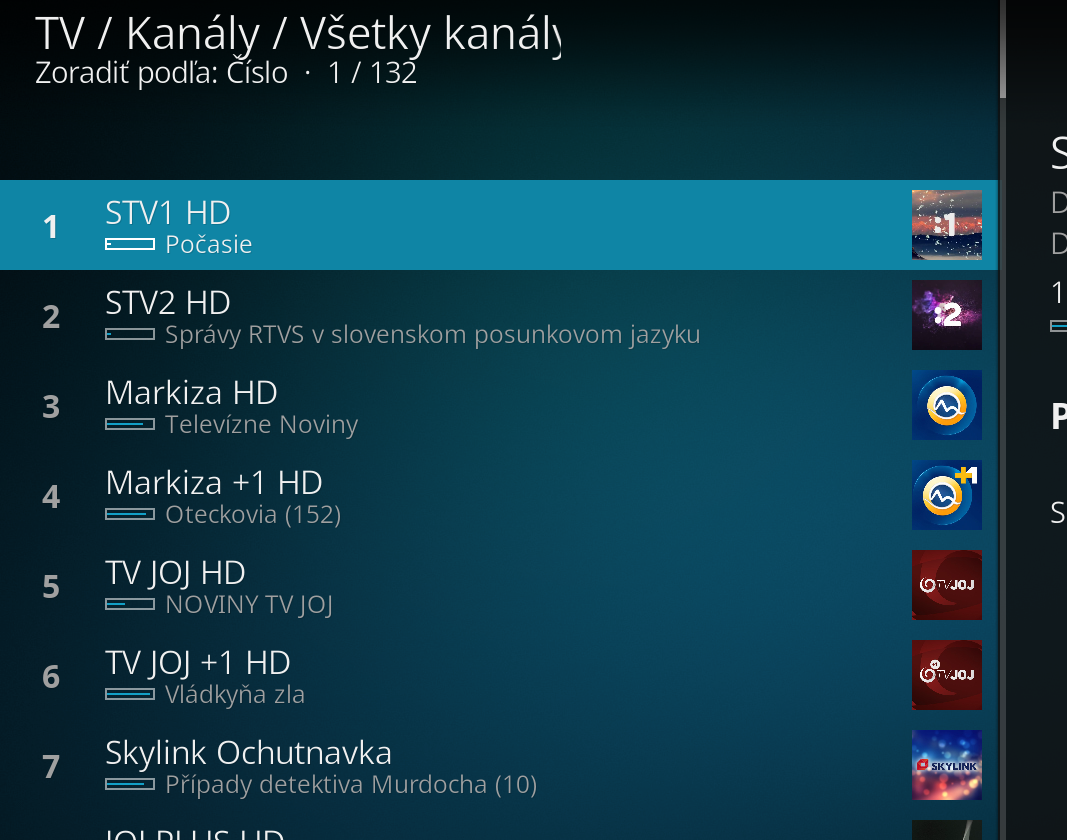 TV / Kanály / Všetky kanály
Zoradiť podľa: Číslo · 1 / 132
1
STV1 HD
Počasie
:1
2
STV2 HD
Správy RTVS v slovenskom posunkovom jazyku
:2
3
Markiza HD
Televízne Noviny
4
Markiza +1 HD
Oteckovia (152)
+1
5
TV JOJ HD
NOVINY TV JOJ
TV JOJ
6
TV JOJ +1 HD
Vládkyňa zla
TV JOJ
7
Skylink Ochutnavka
Případy detektiva Murdocha (10)
SKYLINK
JOJ PLUS HD